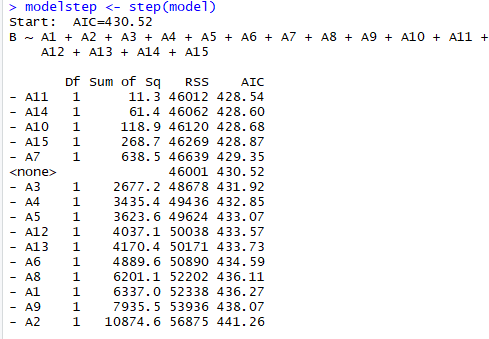 > modelstep <- step(model)
Start:  AIC=430.52
B ~ A1 + A2 + A3 + A4 + A5 + A6 + A7 + A8 + A9 + A10 + A11 +
    A12 + A13 + A14 + A15

       Df Sum of Sq   RSS    AIC
- A11   1      11.3 46012 428.54
- A14   1      61.4 46062 428.60
- A10   1     118.9 46120 428.68
- A15   1     268.7 46269 428.87
- A7    1     638.5 46639 429.35
<none>              46001 430.52
- A3    1    2677.2 48678 431.92
- A4    1    3435.4 49436 432.85
- A5    1    3623.6 49624 433.07
- A12   1    4037.1 50038 433.57
- A13   1    4170.4 50171 433.73
- A6    1    4889.6 50890 434.59
- A8    1    6201.1 52202 436.11
- A1    1    6337.0 52338 436.27
- A9    1    7935.5 53936 438.07
- A2    1   10874.6 56875 441.26